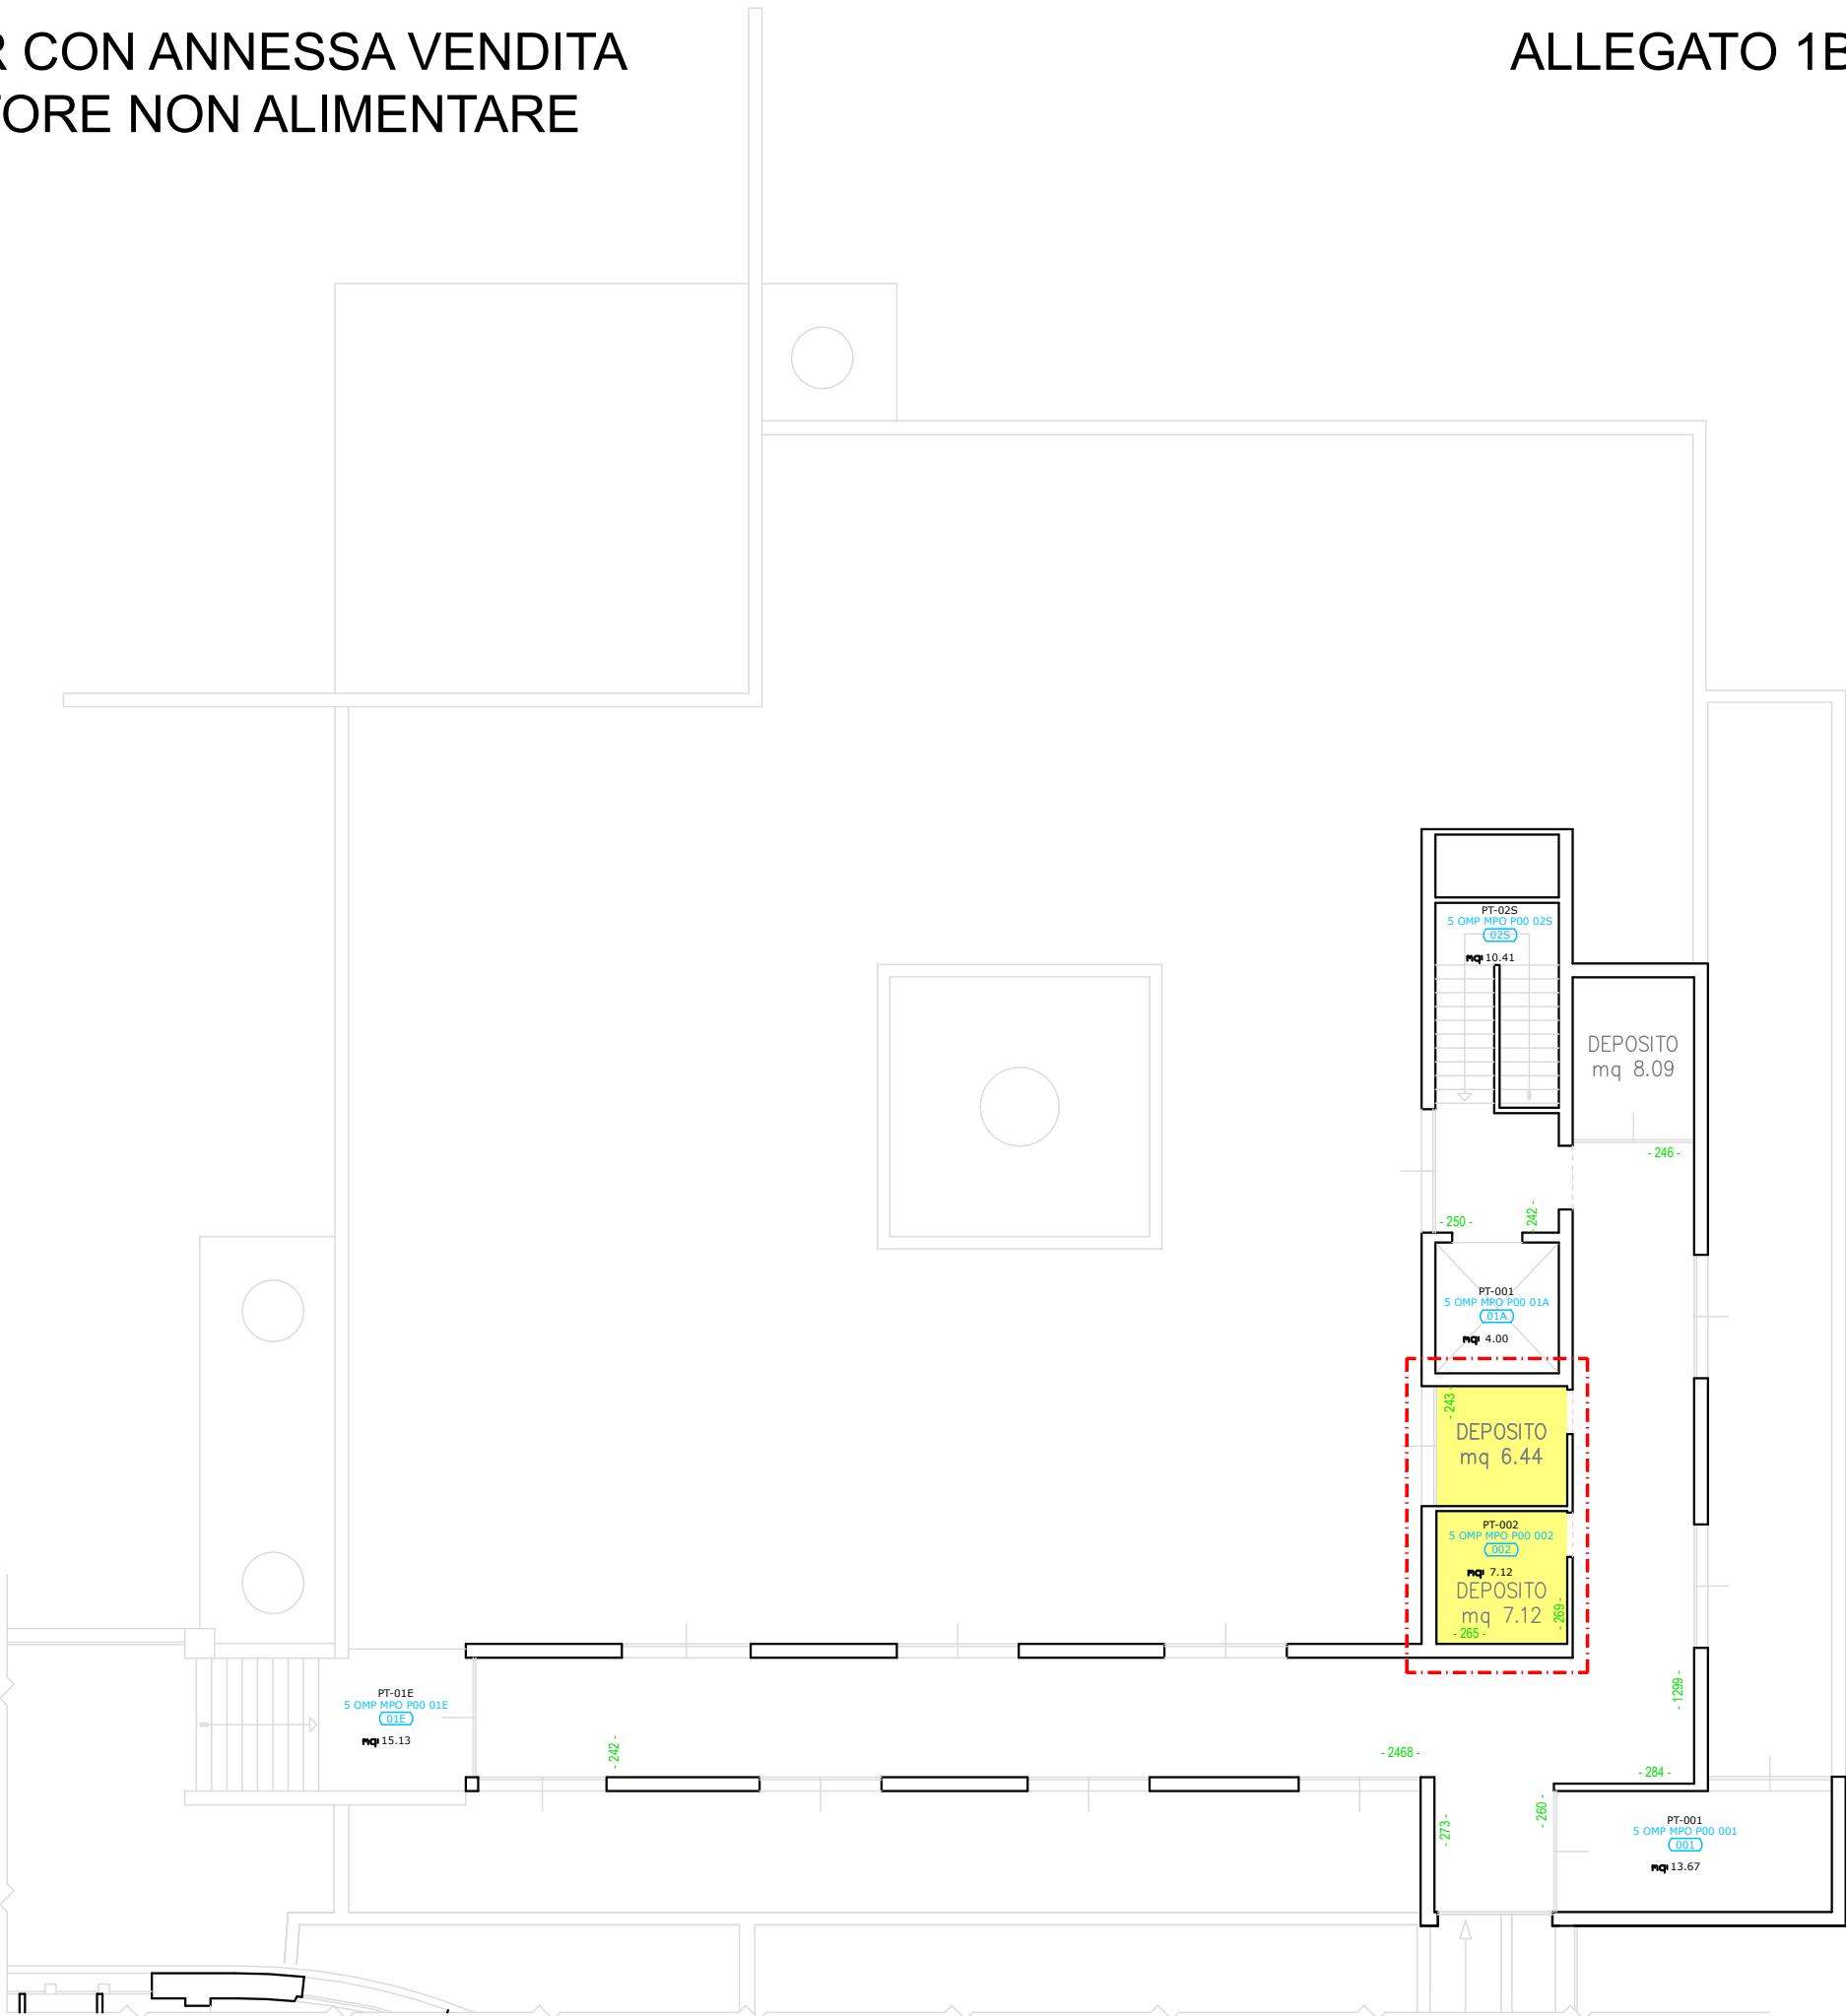 R CON ANNESSA VENDITA
TORE NON ALIMENTARE
ALLEGATO 1B
PT-02S
5 OMP MPO P00 02S
02S
mq 10.41
DEPOSITO
mq 8.09
- 246 -
- 250 -
- 242 -
PT-001
5 OMP MPO P00 01A
01A
mq 4.00
- 243 -
DEPOSITO
mq 6.44
PT-002
5 OMP MPO P00 002
002
mq 7.12
DEPOSITO
mq 7.12
- 269 -
- 265 -
PT-01E
5 OMP MPO P00 01E
01E
mq 15.13
- 242 -
- 2468 -
- 1299 -
- 284 -
- 273 -
- 260 -
PT-001
5 OMP MPO P00 001
001
mq 13.67